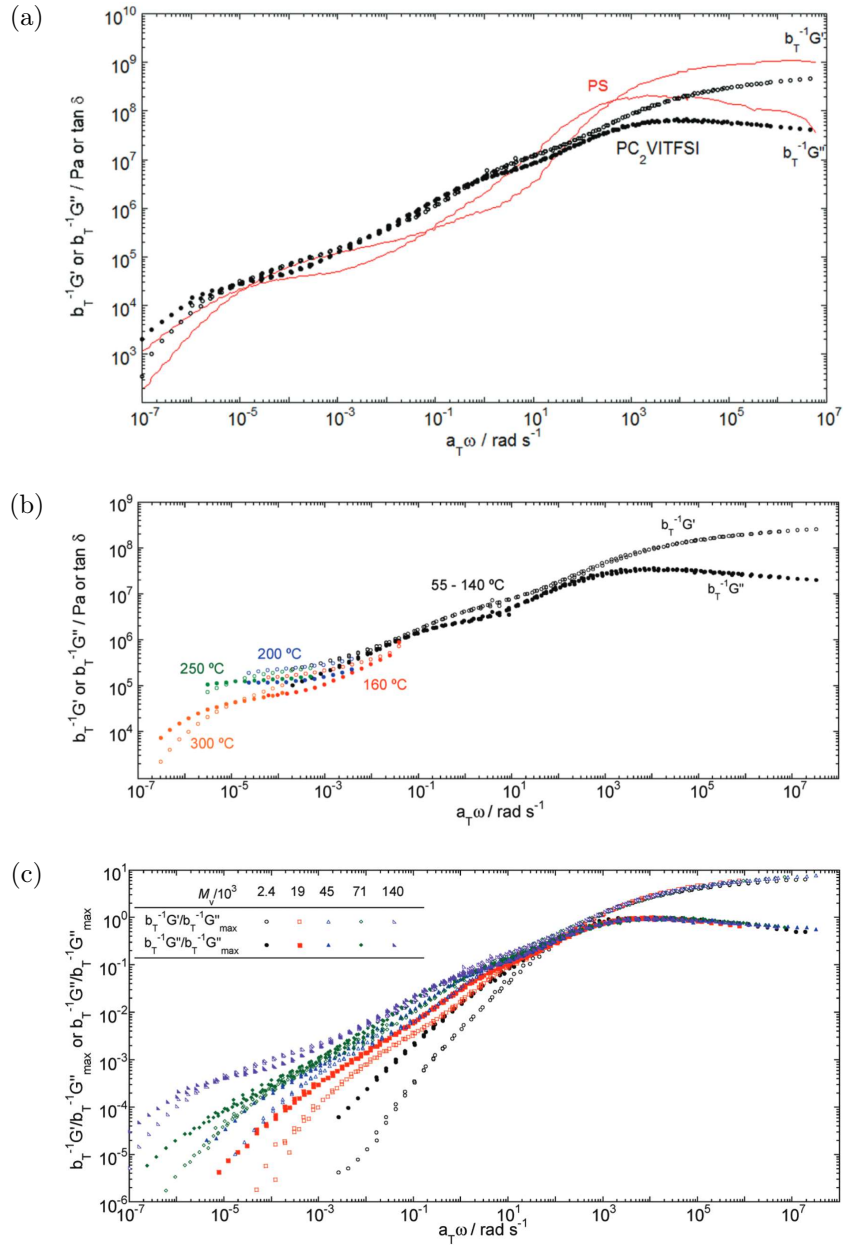 (a)
10^10
10^9
10^8
10^7
10^6
10^5
10^4
10^3
b_T^-1G' or b_T^-1G'' / Pa or tan δ
b_T^-1G'
PS
PC_2VITFSI
b_T^-1G''
10^-7 10^-5 10^-3 10^-1 10^1 10^3 10^5 10^7
a_Tω / rad s^-1
(b)
10^9
10^8
10^7
10^6
10^5
10^4
b_T^-1G' or b_T^-1G'' / Pa or tan δ
b_T^-1G'
55 - 140 ºC
b_T^-1G''
250 ºC
200 ºC
160 ºC
300 ºC
10^-7 10^-5 10^-3 10^-1 10^1 10^3 10^5 10^7
a_Tω / rad s^-1
(c)
10^1
10^0
10^-1
10^-2
10^-3
10^-4
10^-5
10^-6
b_T^-1G'/b_T^-1G''_max or b_T^-1G''/b_T^-1G''_max
M_v/10^3 2.4 19 45 71 140
b_T^-1G'/b_T^-1G''_max
b_T^-1G''/b_T^-1G''_max
10^-7 10^-5 10^-3 10^-1 10^1 10^3 10^5 10^7
a_Tω / rad s^-1